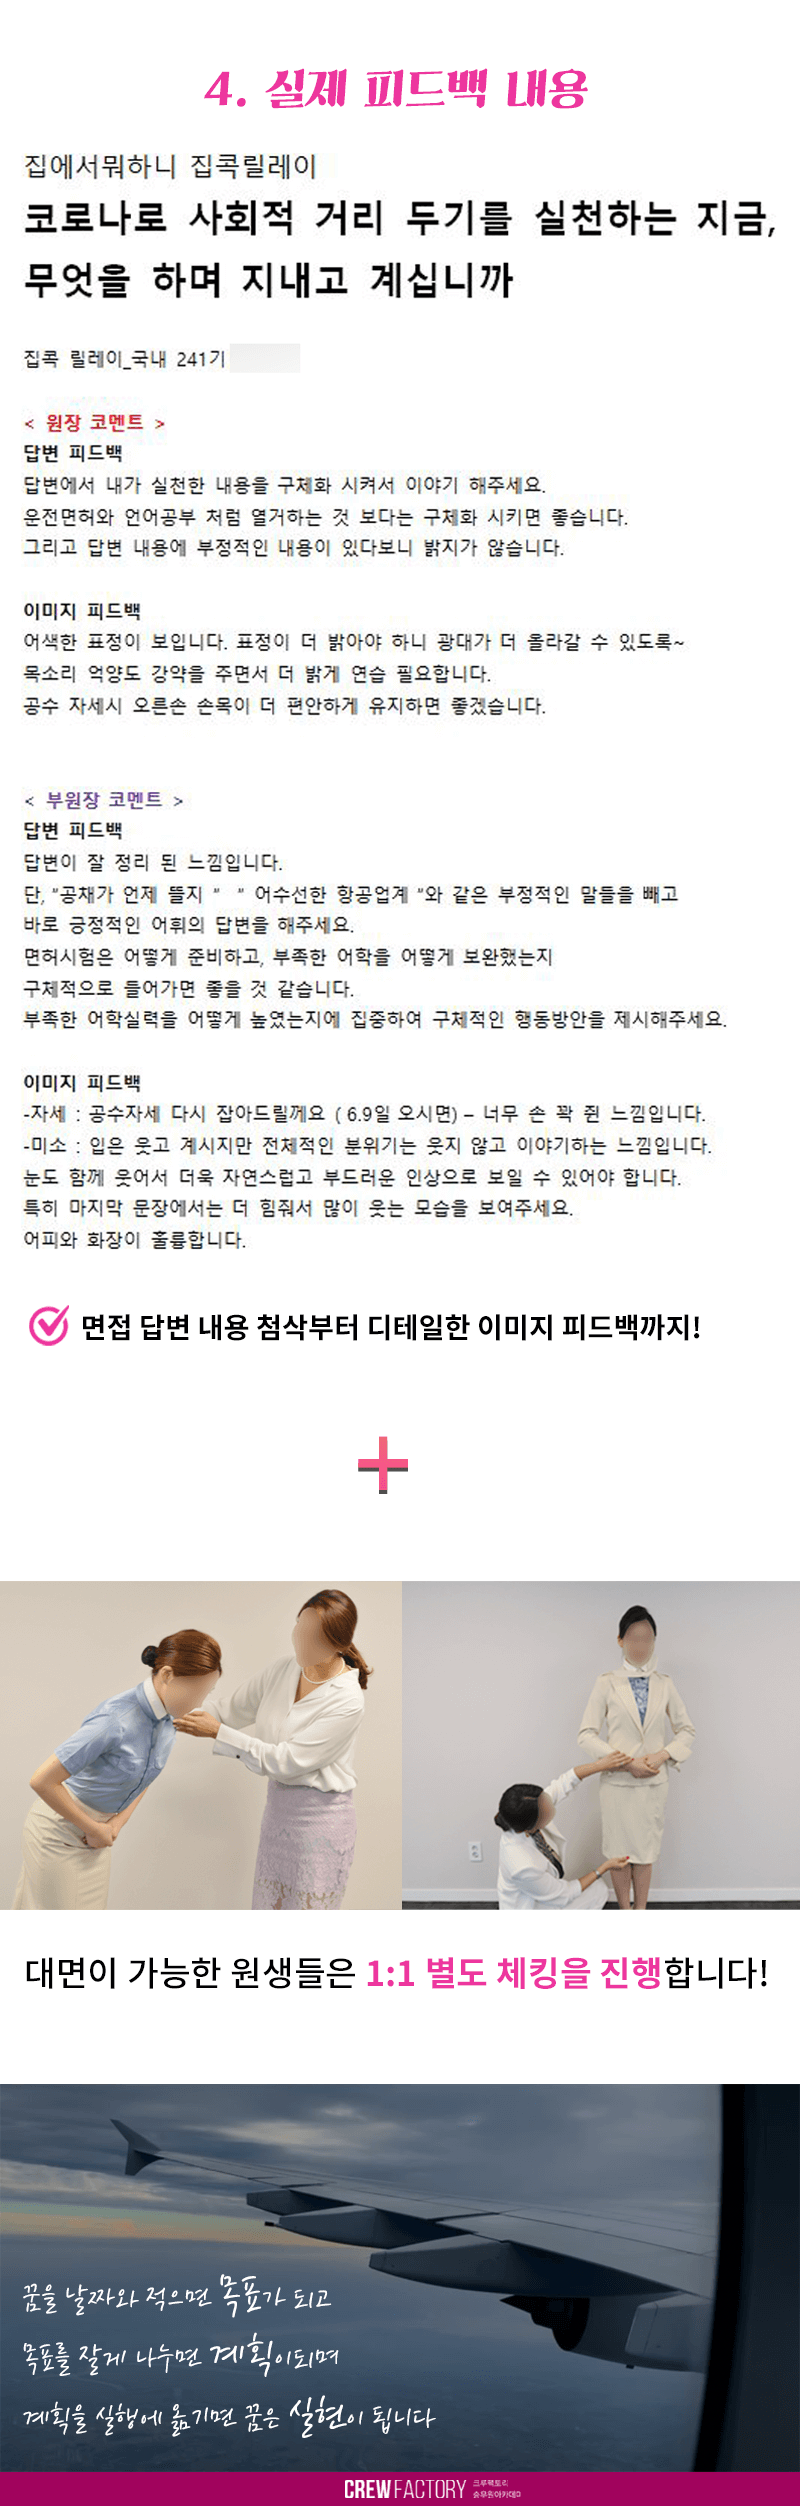 4. 실제 피드백 내용
집에서뭐하니 집콕릴레이
코로나로 사회적 거리 두기를 실천하는 지금,
무엇을 하며 지내고 계십니까
집콕 릴레이_국내 241기
< 원장 코멘트 >
답변 피드백
답변에서 내가 실천한 내용을 구체화 시켜서 이야기 해주세요.
운전면허와 언어공부 처럼 열거하는 것 보다는 구체화 시키면 좋습니다.
그리고 답변 내용에 부정적인 내용이 있다보니 밝지가 않습니다.
이미지 피드백
어색한 표정이 보입니다. 표정이 더 밝아야 하니 광대가 더 올라갈 수 있도록~
목소리 억양도 강약을 주면서 더 밝게 연습 필요합니다.
공수 자세시 오른손 손목이 더 편안하게 유지하면 좋겠습니다.
< 부원장 코멘트 >
답변 피드백
답변이 잘 정리 된 느낌입니다.
단, "공채가 언제 뜰지 " " 어수선한 항공업계 "와 같은 부정적인 말들을 빼고
바로 긍정적인 어휘의 답변을 해주세요.
면허시험은 어떻게 준비하고, 부족한 어학을 어떻게 보완했는지
구체적으로 들어가면 좋을 것 같습니다.
부족한 어학실력을 어떻게 높였는지에 집중하여 구체적인 행동방안을 제시해주세요.
이미지 피드백
-자세 : 공수자세 다시 잡아드릴께요 ( 6.9일 오시면) – 너무 손 꽉 쥔 느낌입니다.
-미소 : 입은 웃고 계시지만 전체적인 분위기는 웃지 않고 이야기하는 느낌입니다.
눈도 함께 웃어서 더욱 자연스럽고 부드러운 인상으로 보일 수 있어야 합니다.
특히 마지막 문장에서는 더 힘줘서 많이 웃는 모습을 보여주세요.
어피와 화장이 훌륭합니다.
면접 답변 내용 첨삭부터 디테일한 이미지 피드백까지!
+
대면이 가능한 원생들은 1:1 별도 체킹을 진행합니다!
꿈을 날짜와 적으면 목표가 되고
목표를 잘게 나누면 계획이되며
계획을 실행에 옮기면 꿈은 실현이 됩니다
CREW FACTORY 크루팩토리
승무원아카데미